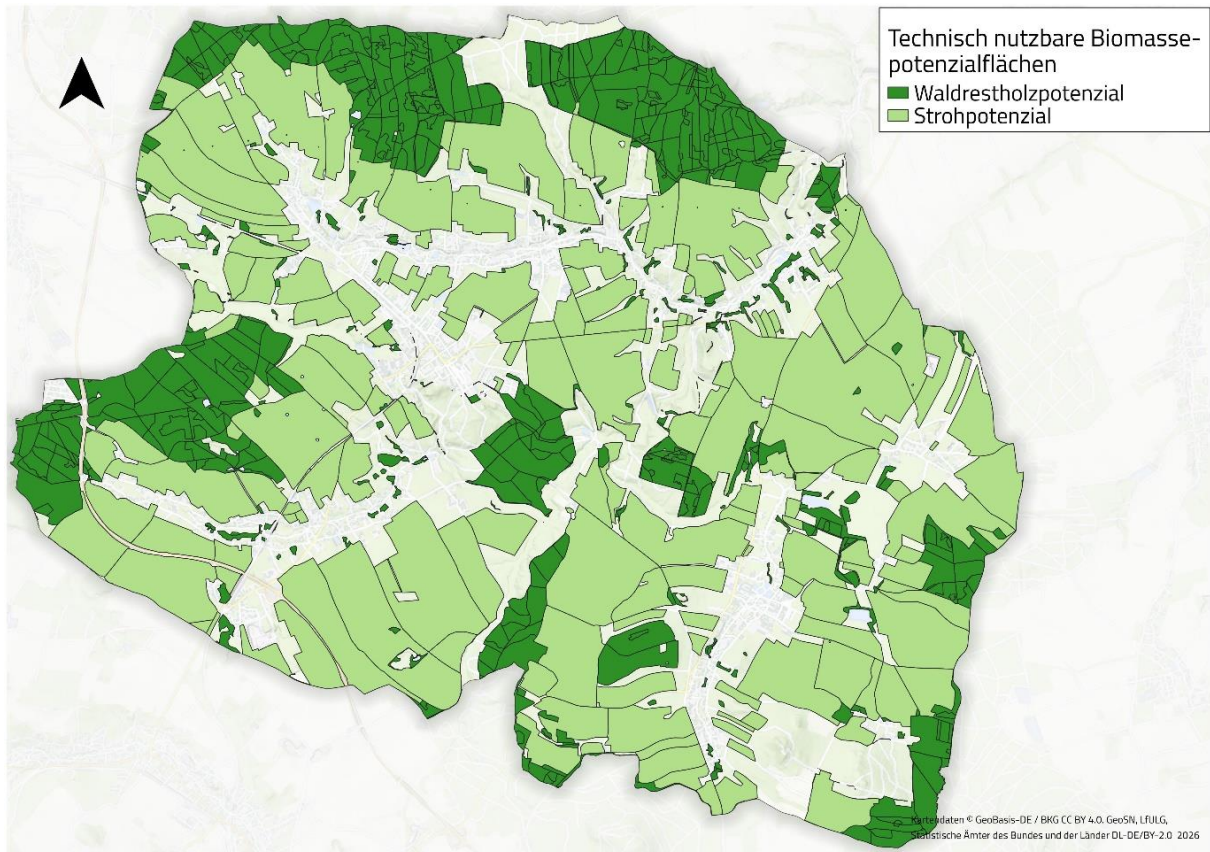 Technisch nutzbare Biomasse-
potenzialflächen
Waldrestholzpotenzial
Strohpotenzial
Kartendaten © GeoBasis-DE / BKG CC BY 4.0. GeoSN, LfULG,
Statistische Ämter des Bundes und der Länder DL-DE/BY-2.0 2026